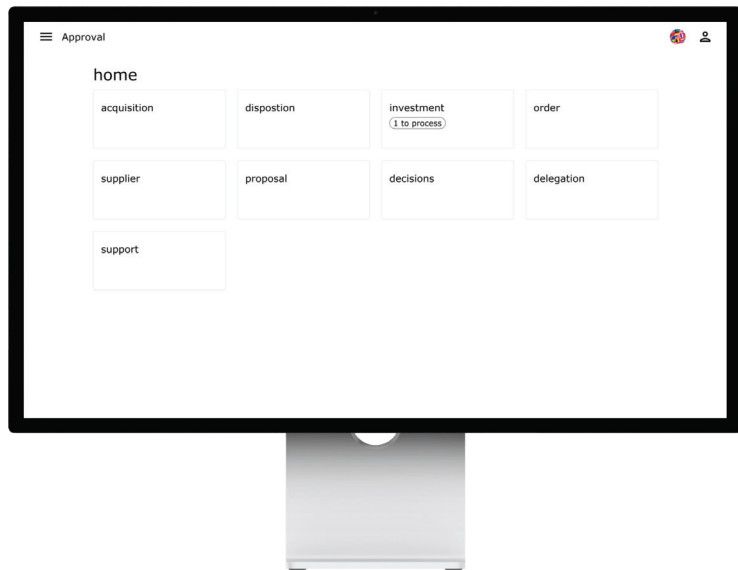 Approval
home
acquisition
dispostion
investment
1 to process
order
supplier
proposal
decisions
delegation
support